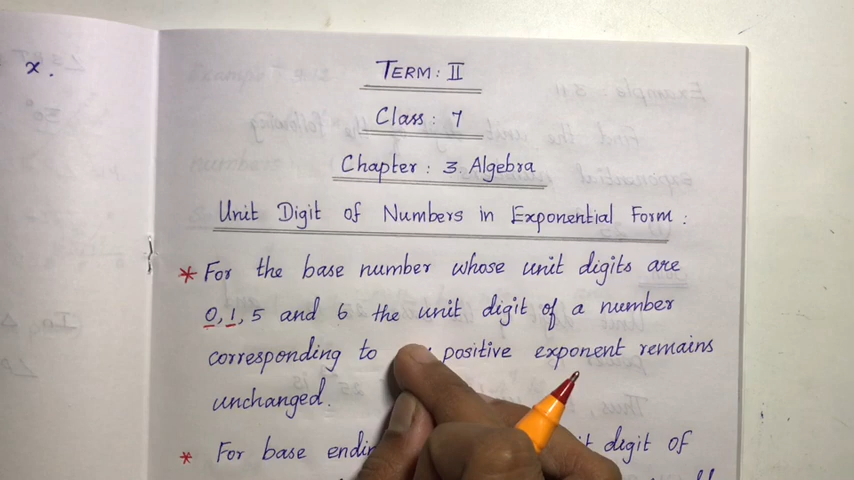 x.
TERM: II
Class: 7
Chapter: 3. Algebra
Unit Digit of Numbers in Exponential Form:
* For the base number whose unit digits are
0, 1, 5 and 6 the unit digit of a number
corresponding to positive exponent remains
unchanged.
* For base digit of